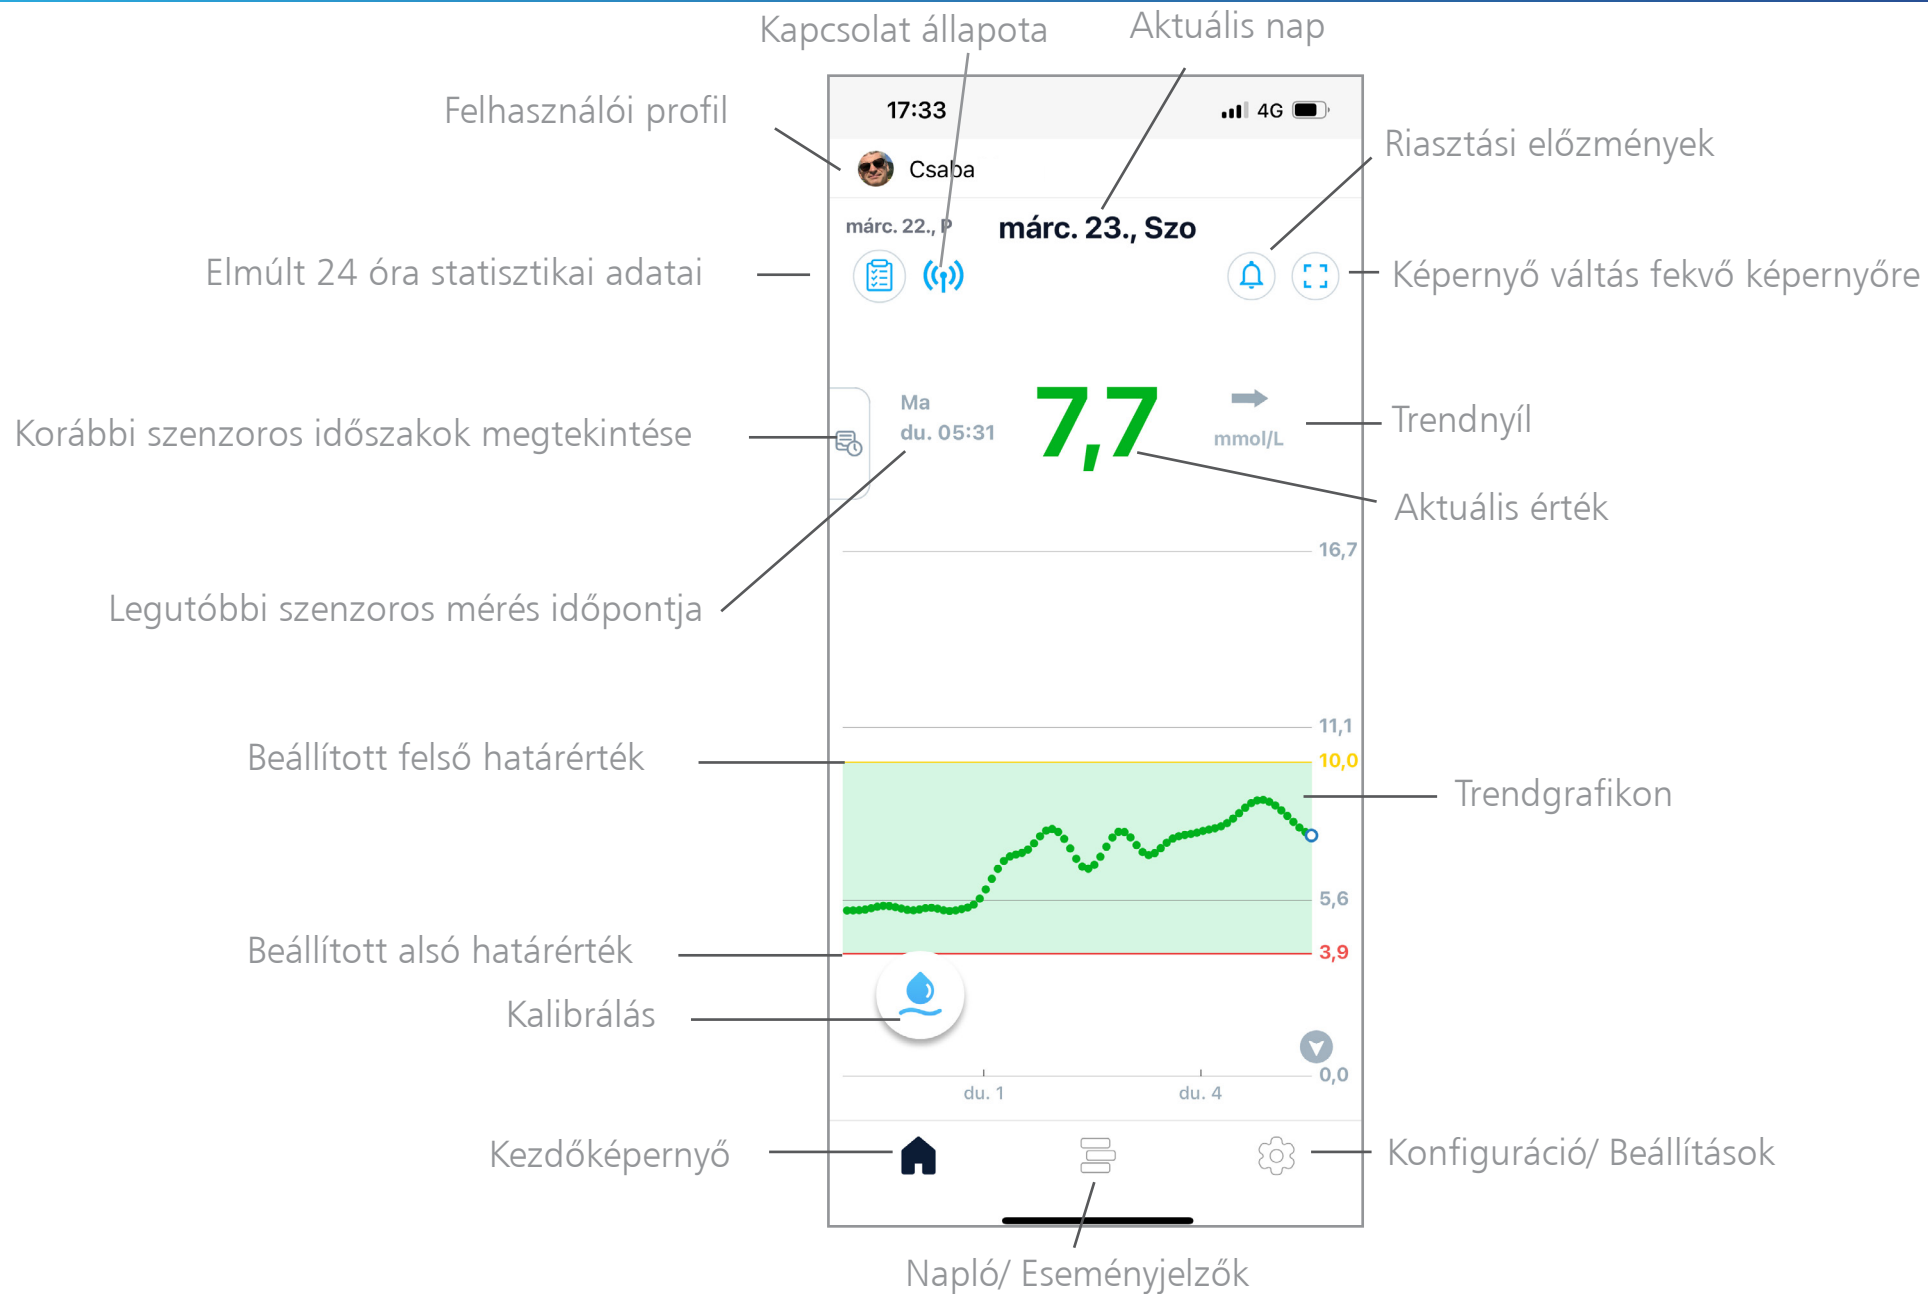 Kapcsolat állapota
Aktuális nap
Felhasználói profil
17:33
4G
Riasztási előzmények
Csaba
márc. 22., P
márc. 23., Szo
Elmúlt 24 óra statisztikai adatai
Képernyő váltás fekvő képernyőre
Ma
du. 05:31
7,7
mmol/L
Trendnyíl
Korábbi szenzoros időszakok megtekintése
Aktuális érték
16,7
Legutóbbi szenzoros mérés időpontja
11,1
Beállított felső határérték
10,0
Trendgrafikon
5,6
Beállított alsó határérték
3,9
Kalibrálás
0,0
du. 1
du. 4
Kezdőképernyő
Konfiguráció/ Beállítások
Napló/ Eseményjelzők